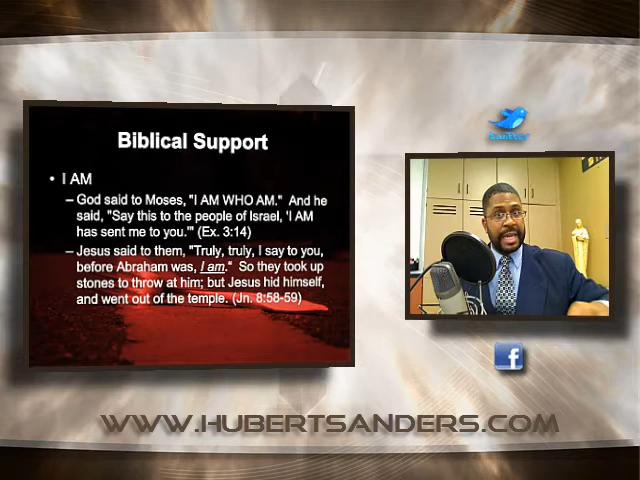 Biblical Support
• I AM
– God said to Moses, "I AM WHO AM." And he
said, "Say this to the people of Israel, 'I AM
has sent me to you.'" (Ex. 3:14)
– Jesus said to them, "Truly, truly, I say to you,
before Abraham was, I am." So they took up
stones to throw at him; but Jesus hid himself,
and went out of the temple. (Jn. 8:58-59)
f
WWW.HUBERTSANDERS.COM